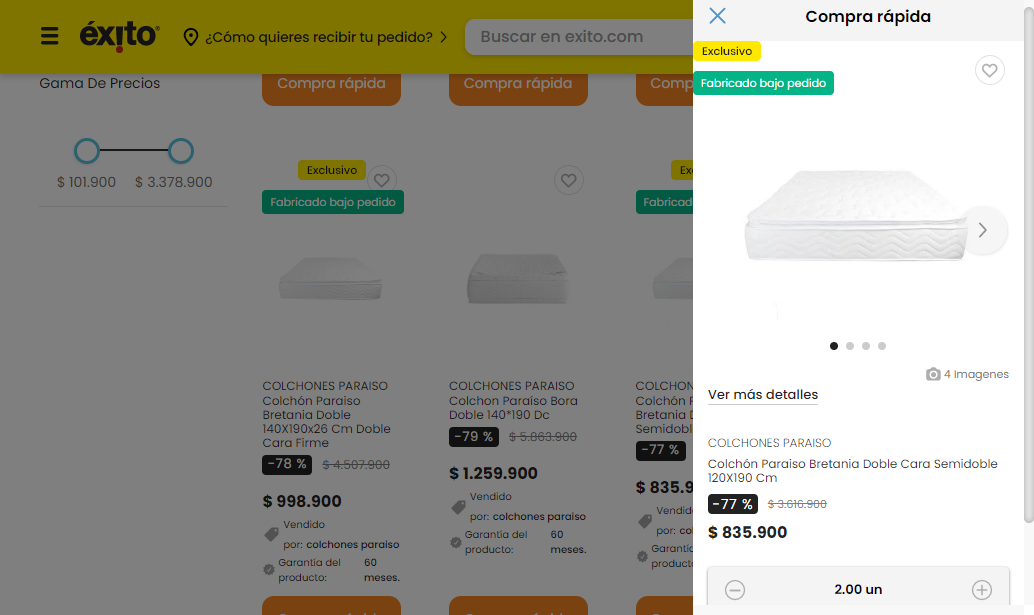 éxito
¿Cómo quieres recibir tu pedido?
Buscar en exito.com
Gama De Precios
$ 101.900 $ 3.378.900
Compra rápida
Compra rápida
Comp
Exclusivo
Fabricado bajo pedido
COLCHONES PARAISO
Colchón Paraiso
Bretania Doble
140X190x26 Cm Doble
Cara Firme
-78 % $ 4.507.900
$ 998.900
Vendido
por: colchones paraiso
Garantía del
producto:
60
meses.
COLCHONES PARAISO
Colchon Paraiso Bora
Doble 140*190 Dc
-79 % $ 5.863.900
$ 1.259.900
Vendido
por: colchones paraiso
Garantía del
producto:
60
meses.
Ex
Fabricad
COLCHON
Colchón P
Bretania D
Semidobl
-77 %
$ 835.9
Vendid
por: co
Garantí
product
Compra rápida
Exclusivo
Fabricado bajo pedido
4 Imagenes
Ver más detalles
COLCHONES PARAISO
Colchón Paraiso Bretania Doble Cara Semidoble
120X190 Cm
-77 % $ 3.616.900
$ 835.900
2.00 un